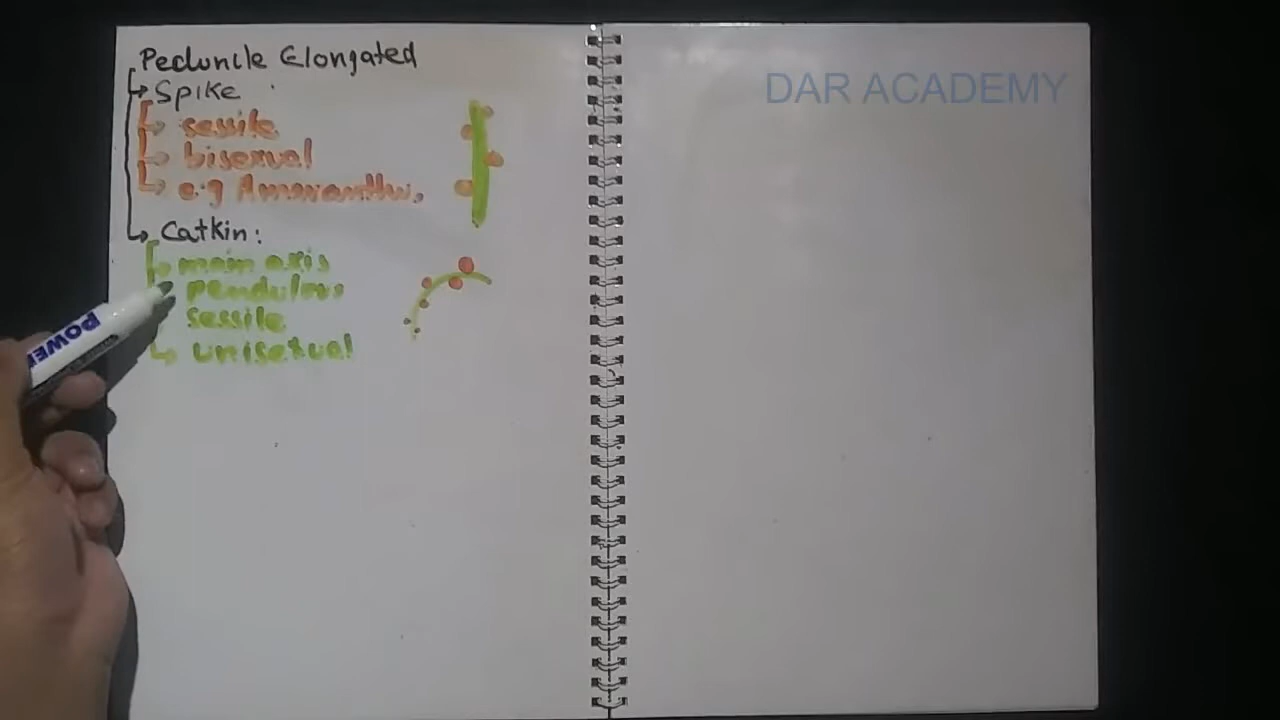 Peduncle Elongated
Spike
sessile
bisexual
e.g Amaranthus
Catkin:
main axis
pendulous
sessile
unisexual
POWER
DAR ACADEMY